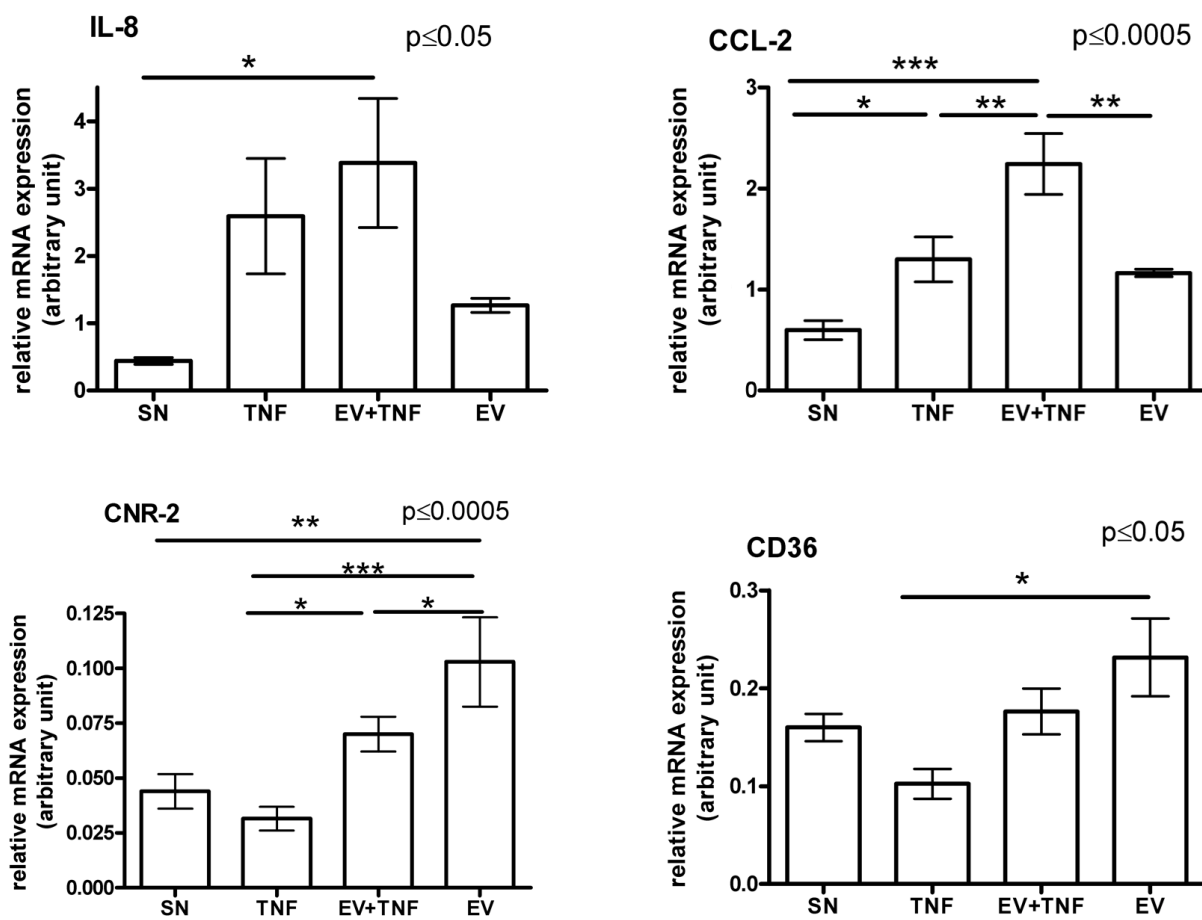 IL-8
p≤0.05
*
relative mRNA expression
(arbitrary unit)
4
3
2
1
0
SN TNF EV+TNF EV
CCL-2
p≤0.0005
***
* ** **
relative mRNA expression
(arbitrary unit)
3
2
1
0
SN TNF EV+TNF EV
CNR-2
p≤0.0005
**
***
* *
relative mRNA expression
(arbitrary unit)
0.125
0.100
0.075
0.050
0.025
0.000
SN TNF EV+TNF EV
CD36
p≤0.05
*
relative mRNA expression
(arbitrary unit)
0.3
0.2
0.1
0.0
SN TNF EV+TNF EV